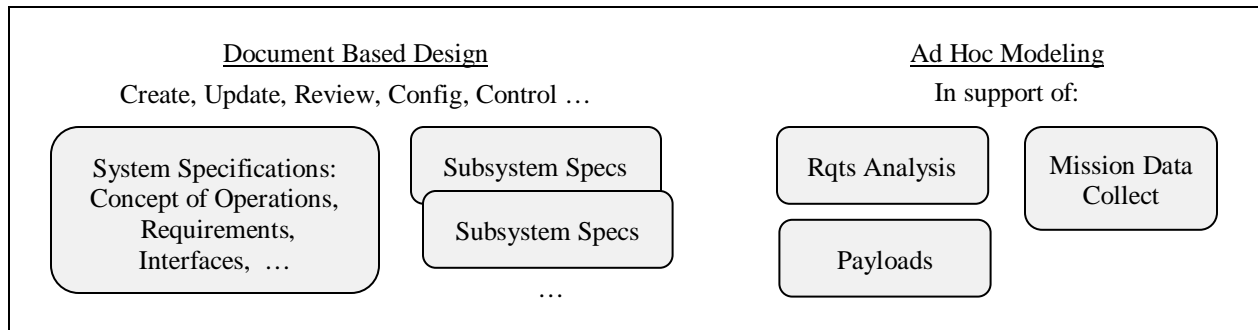 Document Based Design
Create, Update, Review, Config, Control …
System Specifications:
Concept of Operations,
Requirements,
Interfaces, …
Subsystem Specs
Subsystem Specs
…
Ad Hoc Modeling
In support of:
Rqts Analysis
Mission Data
Collect
Payloads